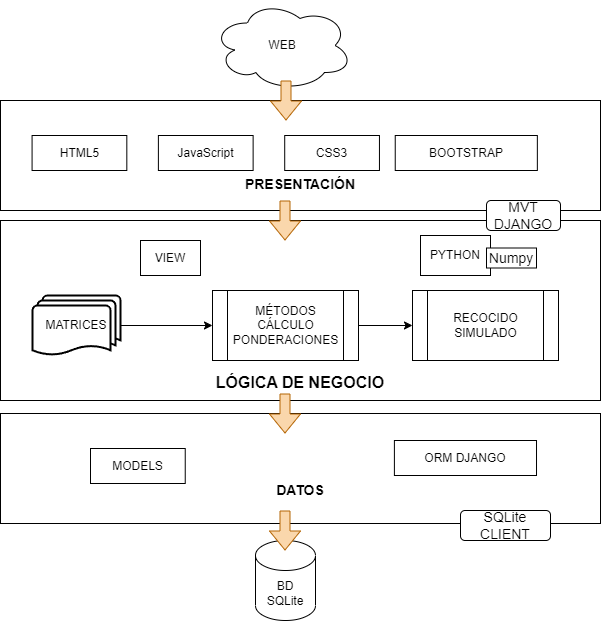 WEB
HTML5
JavaScript
CSS3
BOOTSTRAP
PRESENTACIÓN
MVT
DJANGO
VIEW
PYTHON
Numpy
MATRICES
MÉTODOS
CÁLCULO
PONDERACIONES
RECOCIDO
SIMULADO
LÓGICA DE NEGOCIO
MODELS
ORM DJANGO
DATOS
SQLite
CLIENT
BD
SQLite